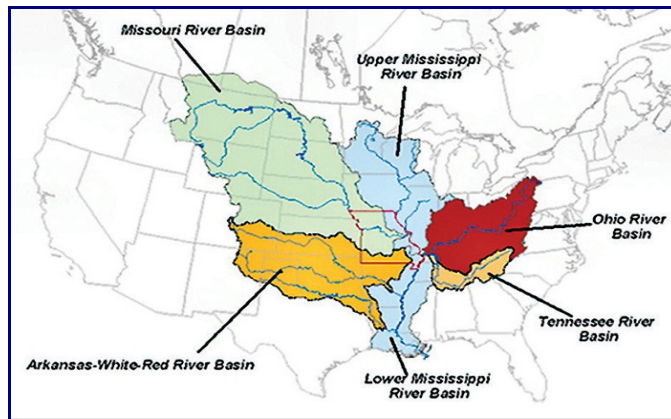 Missouri River Basin
Upper Mississippi
River Basin
Ohio River
Basin
Tennessee River
Basin
Arkansas-White-Red River Basin
Lower Mississippi
River Basin